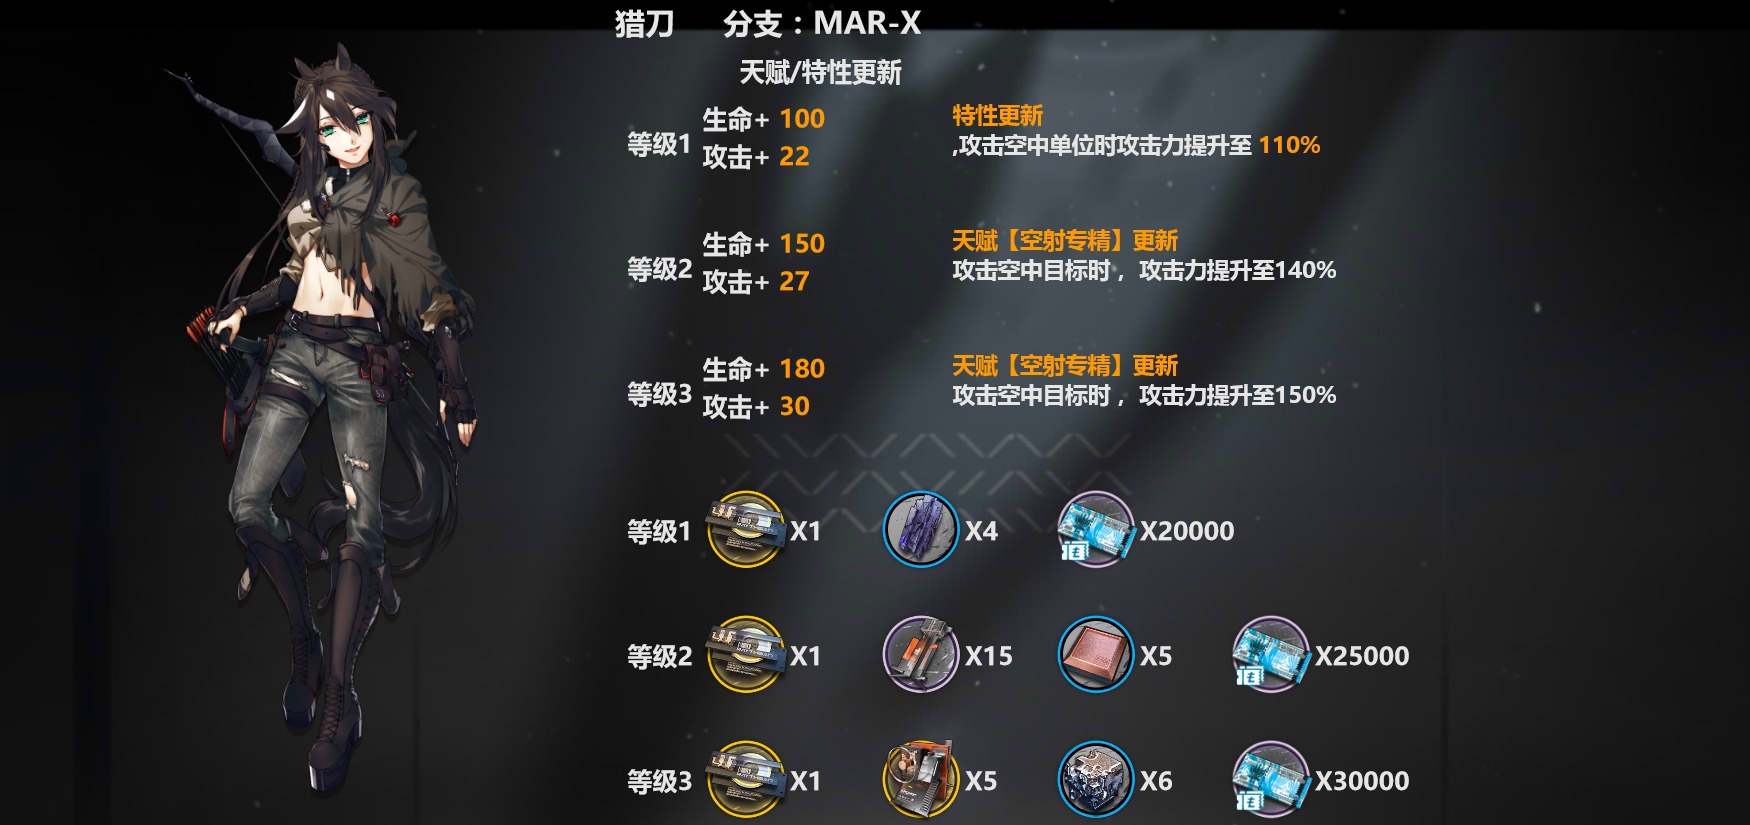 猎刀 分支：MAR-X
天赋/特性更新
等级1
生命+ 100
攻击+ 22
特性更新
,攻击空中单位时攻击力提升至 110%
等级2
生命+ 150
攻击+ 27
天赋【空射专精】更新
攻击空中目标时，攻击力提升至140%
等级3
生命+ 180
攻击+ 30
天赋【空射专精】更新
攻击空中目标时，攻击力提升至150%
等级1 X1 X4 X20000
等级2 X1 X15 X5 X25000
等级3 X1 X5 X6 X30000